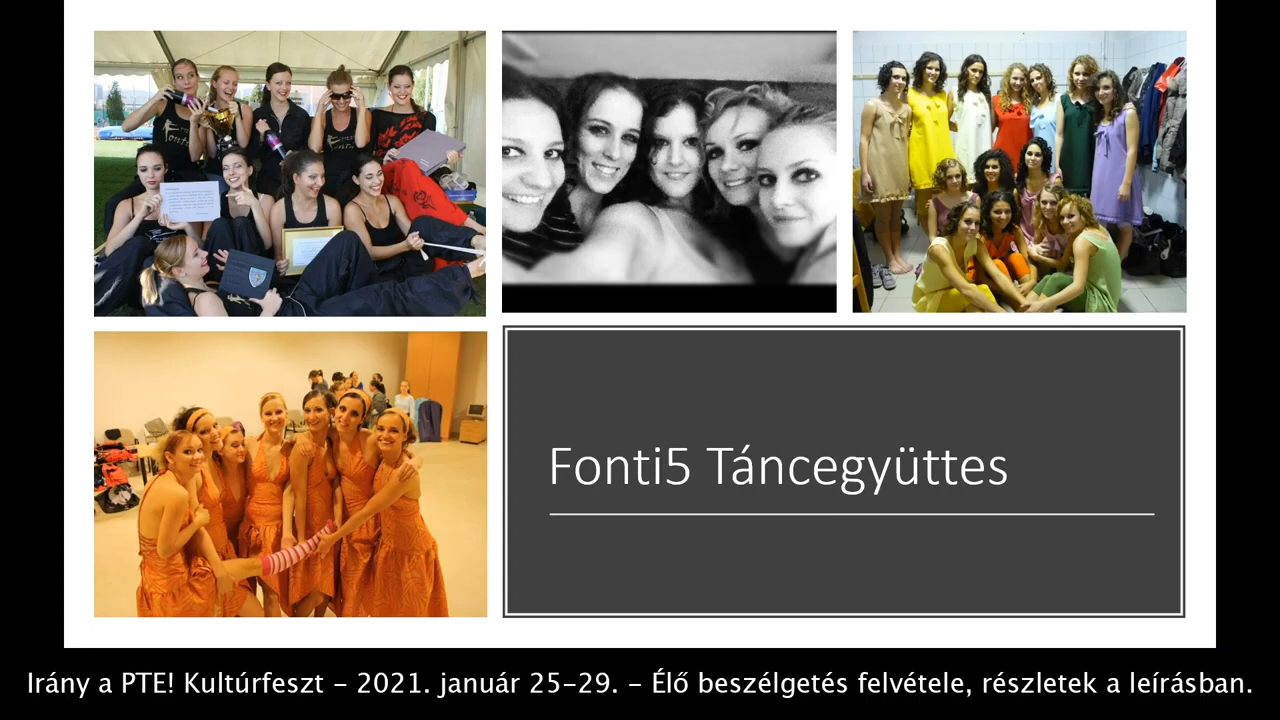 Fonti5 Táncegyüttes
Irány a PTE! Kultúrfeszt – 2021. január 25–29. – Élő beszélgetés felvétele, részletek a leírásban.